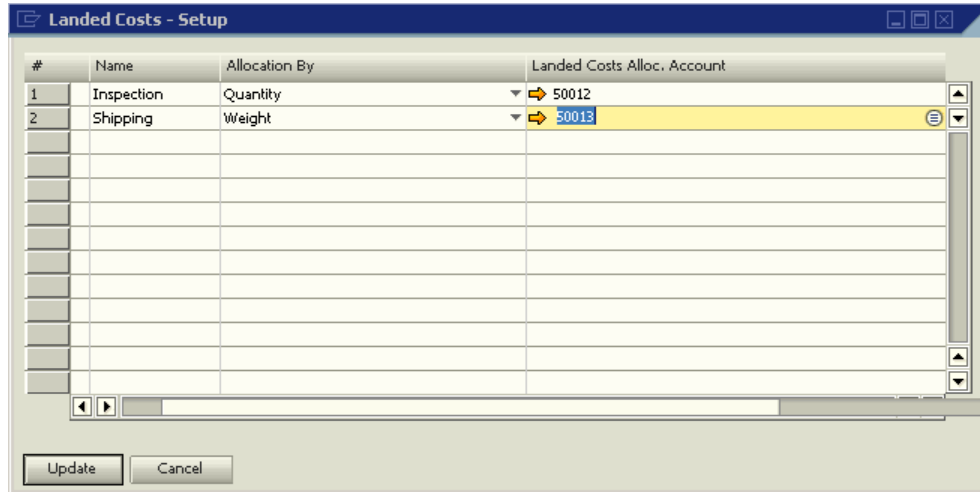 Landed Costs - Setup
# Name Allocation By Landed Costs Alloc. Account
1 Inspection Quantity 50012
2 Shipping Weight 50013
Update Cancel